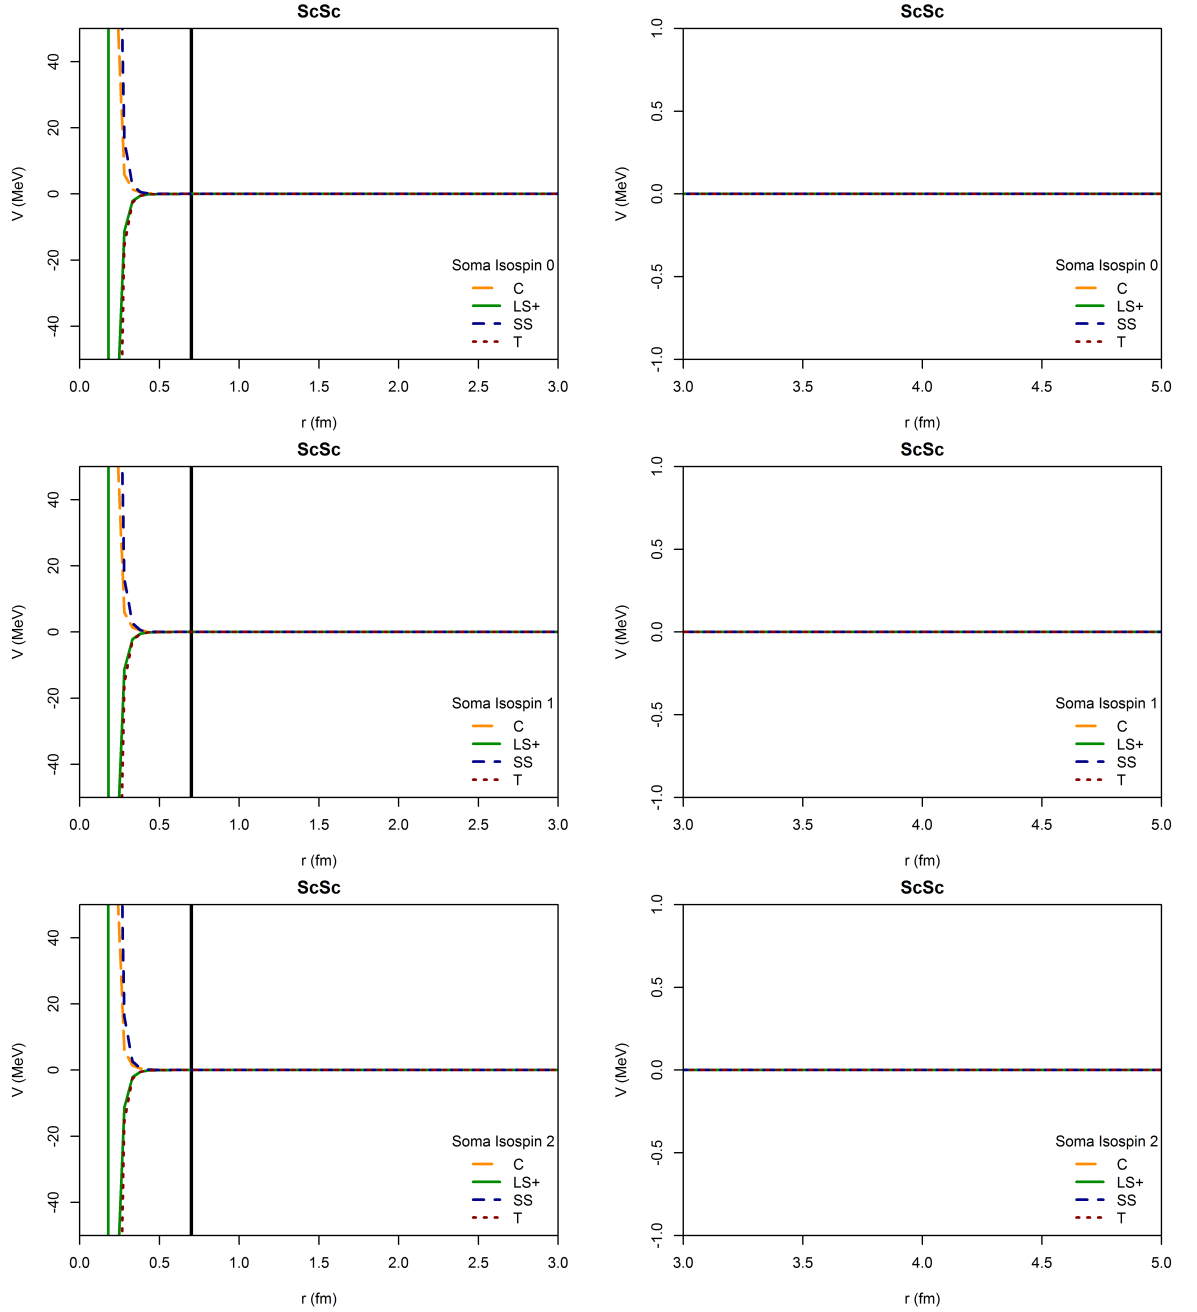 ScSc
V (MeV)
40
20
0
-20
-40
Soma Isospin 0
C
LS+
SS
T
0.0 0.5 1.0 1.5 2.0 2.5 3.0
r (fm)
ScSc
V (MeV)
1.0
0.5
0.0
-0.5
-1.0
Soma Isospin 0
C
LS+
SS
T
3.0 3.5 4.0 4.5 5.0
r (fm)
ScSc
V (MeV)
40
20
0
-20
-40
Soma Isospin 1
C
LS+
SS
T
0.0 0.5 1.0 1.5 2.0 2.5 3.0
r (fm)
ScSc
V (MeV)
1.0
0.5
0.0
-0.5
-1.0
Soma Isospin 1
C
LS+
SS
T
3.0 3.5 4.0 4.5 5.0
r (fm)
ScSc
V (MeV)
40
20
0
-20
-40
Soma Isospin 2
C
LS+
SS
T
0.0 0.5 1.0 1.5 2.0 2.5 3.0
r (fm)
ScSc
V (MeV)
1.0
0.5
0.0
-0.5
-1.0
Soma Isospin 2
C
LS+
SS
T
3.0 3.5 4.0 4.5 5.0
r (fm)